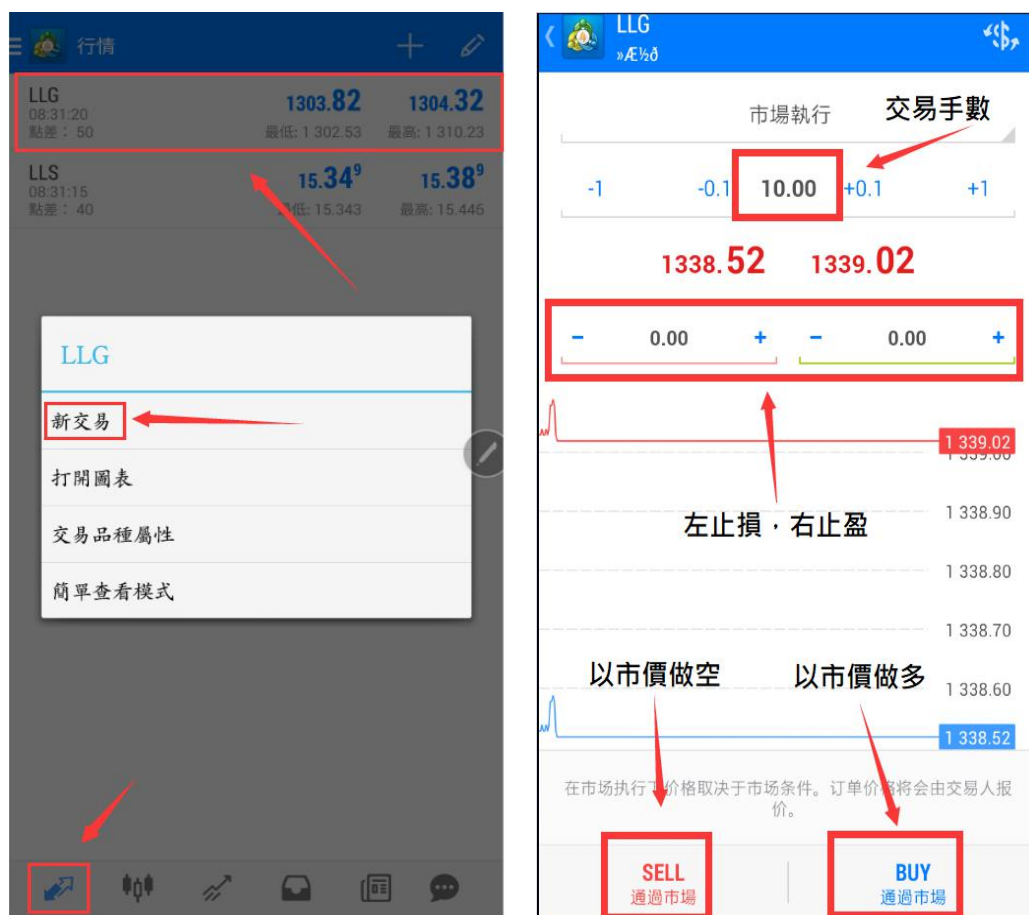 行情
LLG
1303.82 1304.32
08:31:20
點差： 50 最低: 1 302.53 最高: 1 310.23
LLS
15.34⁹ 15.38⁹
08:31:15
點差： 40 最低: 15.343 最高: 15.446
LLG
新交易
打開圖表
交易品種屬性
簡單查看模式
LLG
»Æ½ð
市場執行
交易手數
-1 -0.1 10.00 +0.1 +1
1338.52 1339.02
− 0.00 + − 0.00 +
1 339.02
1 339.00
左止損，右止盈
1 338.90
1 338.80
1 338.70
以市價做空 以市價做多
1 338.60
1 338.52
在市场执行下价格取决于市场条件。订单价格将会由交易人报
价。
SELL BUY
通過市場 通過市場